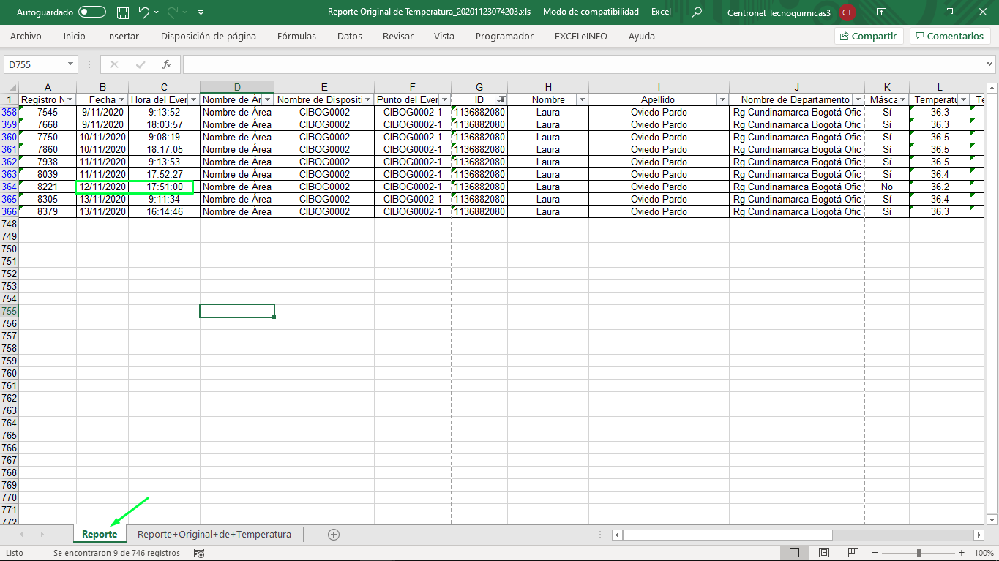 Autoguardado Reporte Original de Temperatura_20201123074203.xls - Modo de compatibilidad - Excel Centronet Tecnoquimicas3 CT
Archivo Inicio Insertar Disposición de página Fórmulas Datos Revisar Vista Programador EXCELeINFO Ayuda Compartir Comentarios
D755 fx
A B C D E F G H I J K L
1 Registro N Fecha Hora del Ever Nombre de Ár Nombre de Disposit Punto del Ever ID Nombre Apellido Nombre de Departamento Másca Temperatu Te
358 7545 9/11/2020 9:13:52 Nombre de Área CIBOG0002 CIBOG0002-1 1136882080 Laura Oviedo Pardo Rg Cundinamarca Bogotá Ofic Sí 36.3
359 7668 9/11/2020 18:03:57 Nombre de Área CIBOG0002 CIBOG0002-1 1136882080 Laura Oviedo Pardo Rg Cundinamarca Bogotá Ofic Sí 36.3
360 7750 10/11/2020 9:08:19 Nombre de Área CIBOG0002 CIBOG0002-1 1136882080 Laura Oviedo Pardo Rg Cundinamarca Bogotá Ofic Sí 36.5
361 7860 10/11/2020 18:17:05 Nombre de Área CIBOG0002 CIBOG0002-1 1136882080 Laura Oviedo Pardo Rg Cundinamarca Bogotá Ofic Sí 36.5
362 7938 11/11/2020 9:13:53 Nombre de Área CIBOG0002 CIBOG0002-1 1136882080 Laura Oviedo Pardo Rg Cundinamarca Bogotá Ofic Sí 36.5
363 8039 11/11/2020 17:52:27 Nombre de Área CIBOG0002 CIBOG0002-1 1136882080 Laura Oviedo Pardo Rg Cundinamarca Bogotá Ofic Sí 36.4
364 8221 12/11/2020 17:51:00 Nombre de Área CIBOG0002 CIBOG0002-1 1136882080 Laura Oviedo Pardo Rg Cundinamarca Bogotá Ofic No 36.2
365 8305 13/11/2020 9:11:34 Nombre de Área CIBOG0002 CIBOG0002-1 1136882080 Laura Oviedo Pardo Rg Cundinamarca Bogotá Ofic Sí 36.4
366 8379 13/11/2020 16:14:46 Nombre de Área CIBOG0002 CIBOG0002-1 1136882080 Laura Oviedo Pardo Rg Cundinamarca Bogotá Ofic Sí 36.3
748
749
750
751
752
753
754
755
756
757
758
759
760
761
762
763
764
765
766
767
768
769
770
771
772
Reporte Reporte+Original+de+Temperatura
Listo Se encontraron 9 de 746 registros 100%